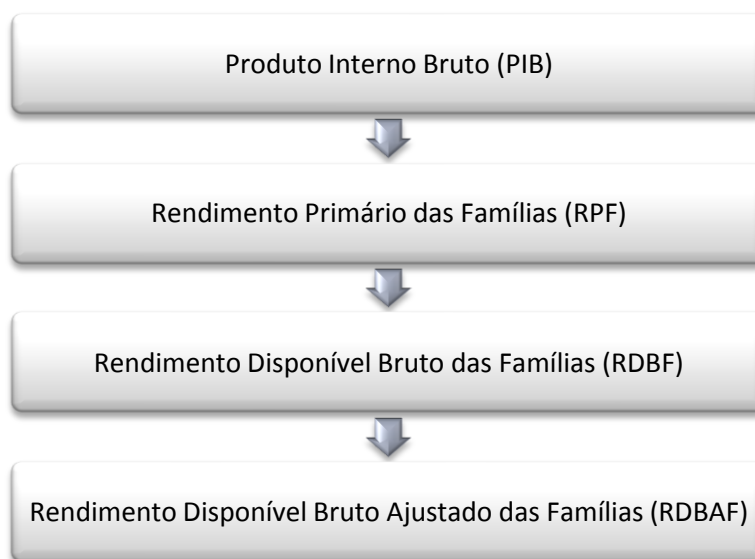 Produto Interno Bruto (PIB)
Rendimento Primário das Famílias (RPF)
Rendimento Disponível Bruto das Famílias (RDBF)
Rendimento Disponível Bruto Ajustado das Famílias (RDBAF)